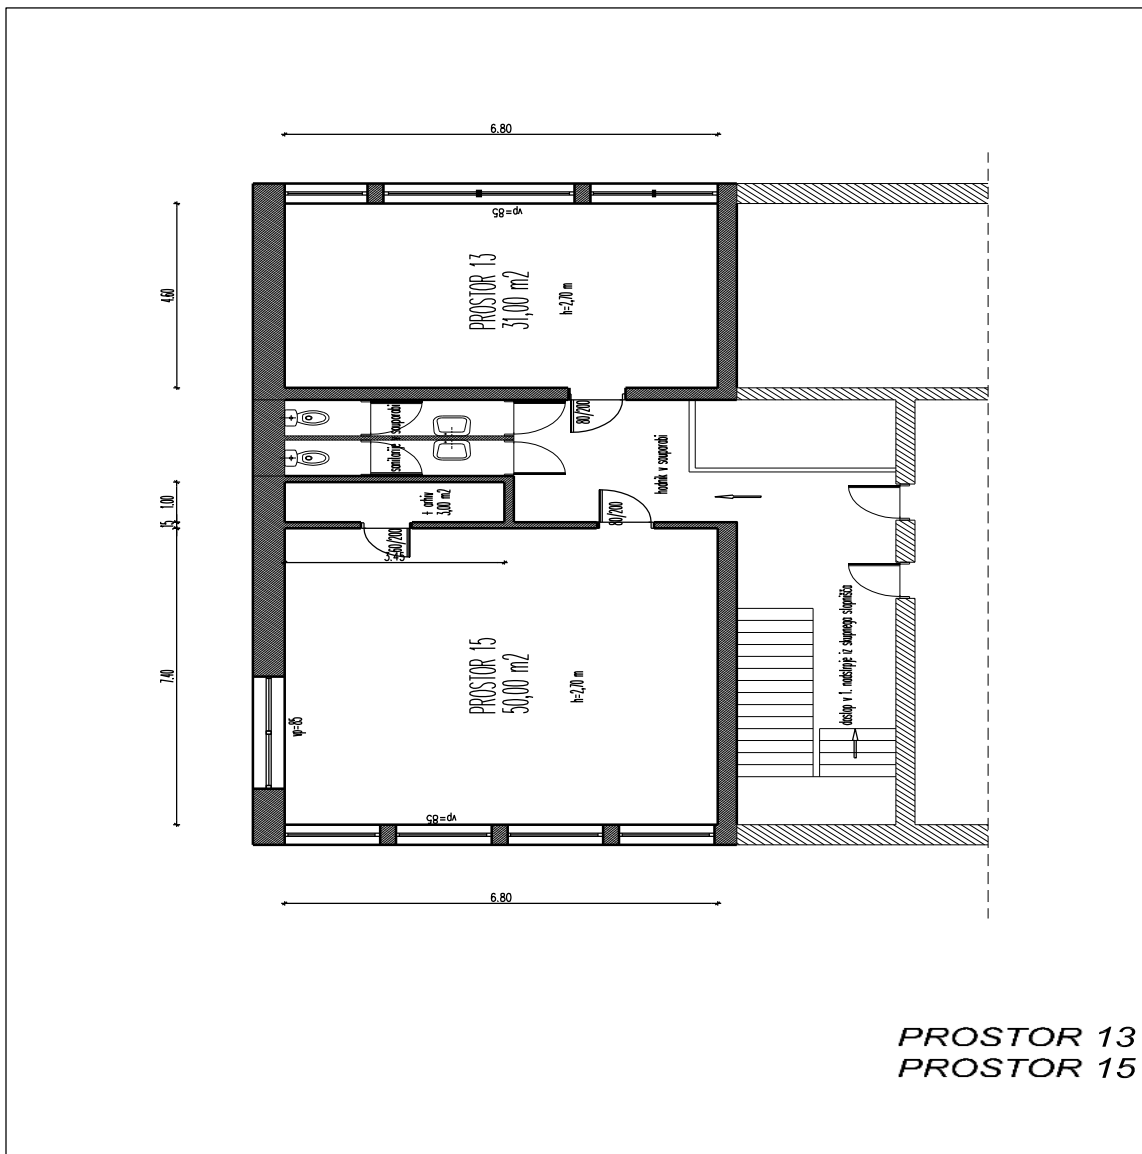 6.80
vp=85
4.60
PROSTOR 13
31,00 m2
h=2,70 m
80/200
sanitarije v souporabi
hodnik v souporabi
1.00
15
+ arhiv
3,00 m2
80/200
60/200
3.45
7.40
PROSTOR 15
50,00 m2
h=2,70 m
dostop v 1. nadstropje iz skupnega stopnišča
vp=85
vp=85
6.80
PROSTOR 13
PROSTOR 15